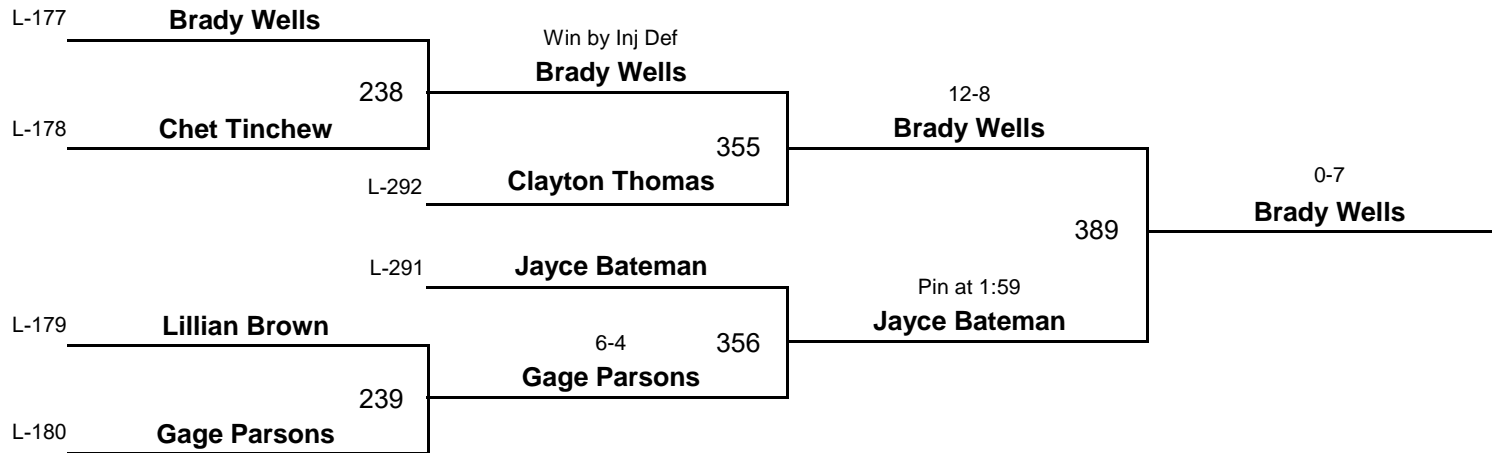 L-177
Brady Wells
Win by Inj Def
Brady Wells
238
12-8
L-178
Chet Tinchew
Brady Wells
355
L-292
Clayton Thomas
0-7
Brady Wells
389
L-291
Jayce Bateman
Pin at 1:59
L-179
Lillian Brown
Jayce Bateman
6-4
356
Gage Parsons
239
L-180
Gage Parsons